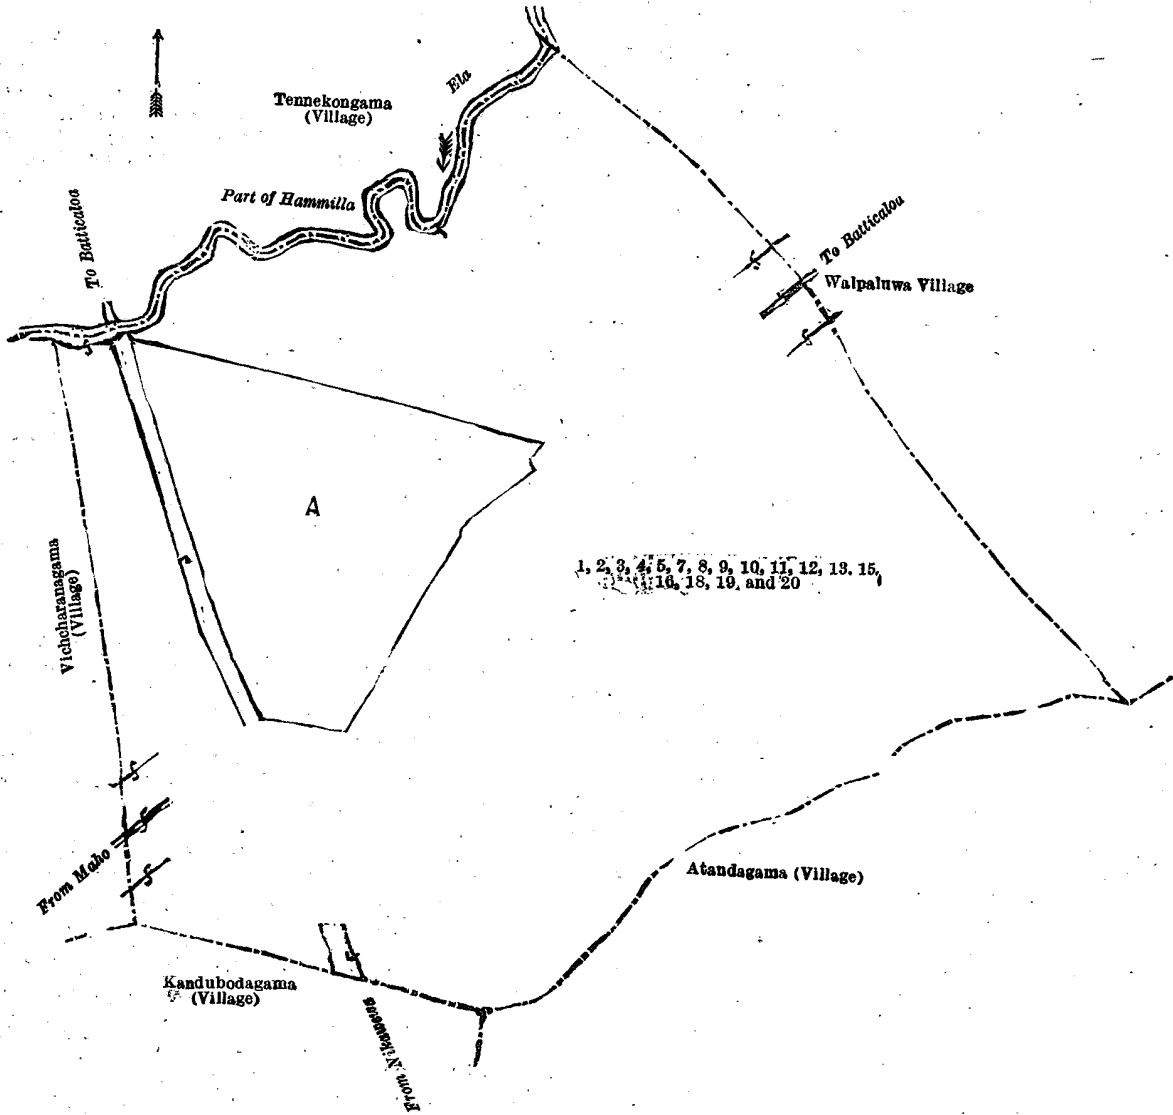 Ela
Tennekongama
(Village)
Part of Hammilla
To Batticaloa
To Batticalou
Walpaluwa Village
A
1, 2, 3, 4, 5, 7, 8, 9, 10, 11, 12, 13. 15,
16, 18, 19, and 20
Vichcharanagama
(Village)
From Maho
Atandagama (Village)
Kandubodagama
(Village)
From Nikawewa